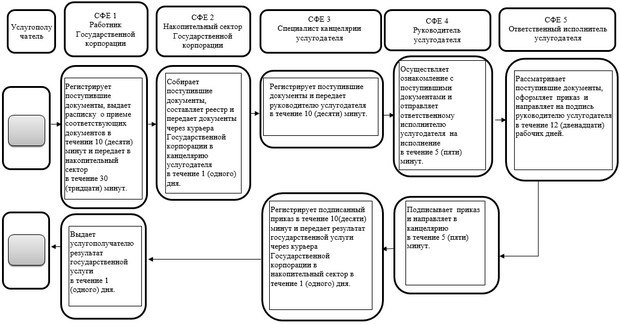 Услугополу
чатель
СФЕ 1
Работник
Государственной
корпорации
СФЕ 2
Накопительный сектор
Государственной
корпорации
СФЕ 3
Специалист канцелярии
услугодателя
СФЕ 4
Руководитель
услугодателя
СФЕ 5
Ответственный исполнитель
услугодателя
Регистрирует
поступившие
документы, выдает
расписку о приеме
соответствующих
документов в
течении 10 (десяти)
минут и передает в
накопительный
сектор
в течение 30
(тридцати) минут.
Собирает
поступившие
документы,
составляет реестр и
передает документы
через курьера
Государственной
корпорации в
канцелярию
услугодателя
в течение 1 (одного)
дня.
Регистрирует поступившие
документы и передает
руководителю услугодателя
в течение 10 (десяти) минут.
Осуществляет
ознакомление с
поступившими
документами и
отправляет
ответственному
исполнителю
услугодателя на
исполнение
в течение 5 (пяти)
минут.
Рассматривает
поступившие документы,
оформляет приказ и
направляет на подпись
руководителю услугодателя
в течение 12 (двенадцати)
рабочих дней.
Выдает
услугополучателю
результат
государственной
услуги
в течение 1
(одного) дня.
Регистрирует подписанный
приказ в течение 10(десяти)
минут и передает результат
государственной услуги
через курьера
Государственной
корпорации в
накопительный сектор в
течение 1 (одного) дня.
Подписывает приказ
и направляет в
канцелярию
в течение 5 (пяти)
минут.